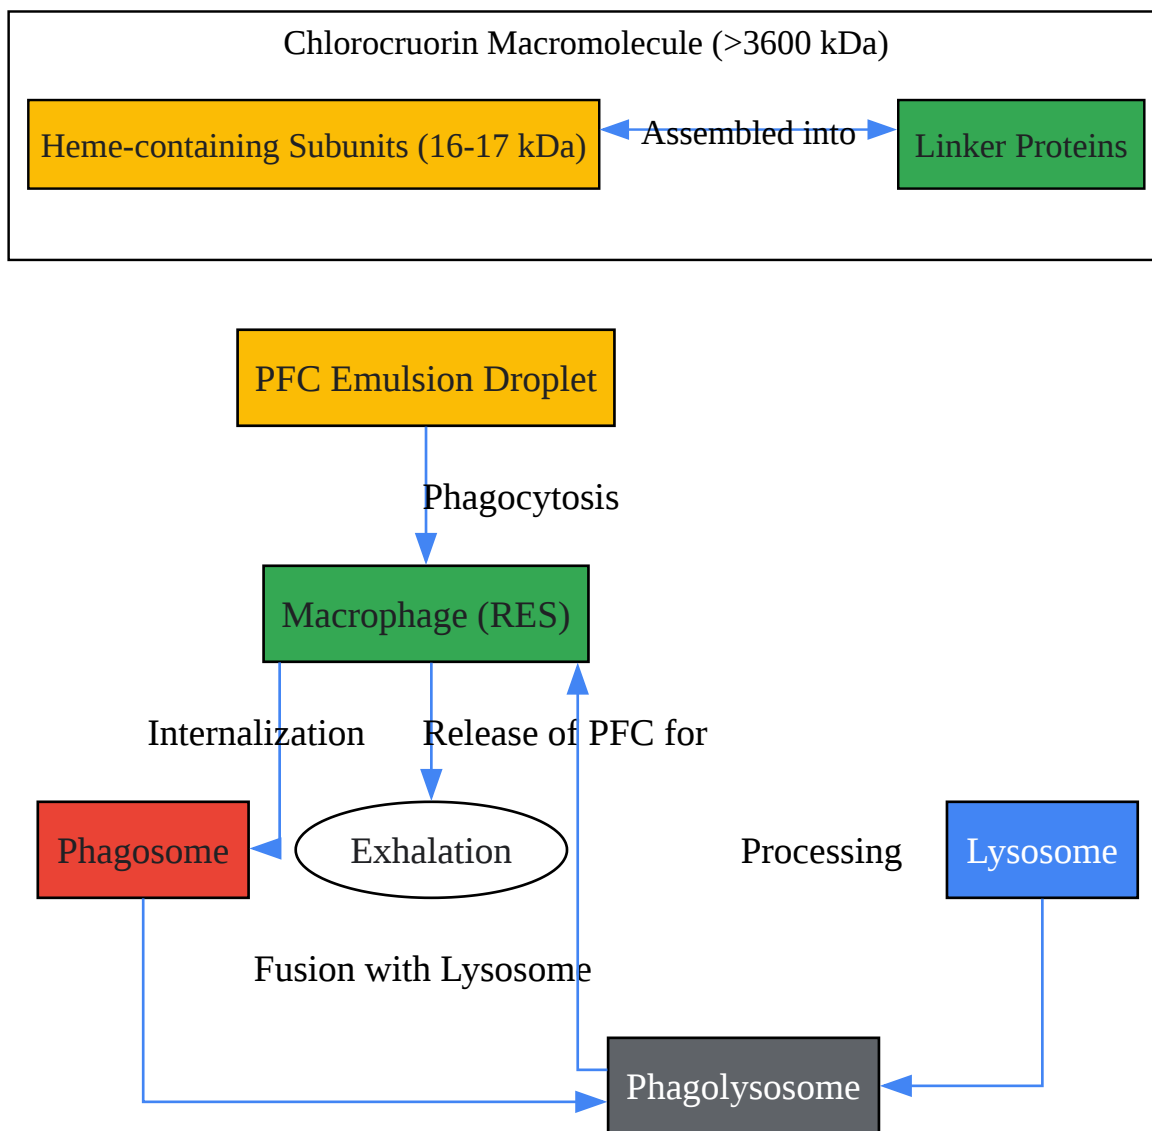 Chlorocruorin Macromolecule (>3600 kDa)
Heme-containing Subunits (16-17 kDa)
Assembled into
Linker Proteins
PFC Emulsion Droplet
Phagocytosis
Macrophage (RES)
Internalization
Release of PFC for
Phagosome
Exhalation
Processing
Lysosome
Fusion with Lysosome
Phagolysosome